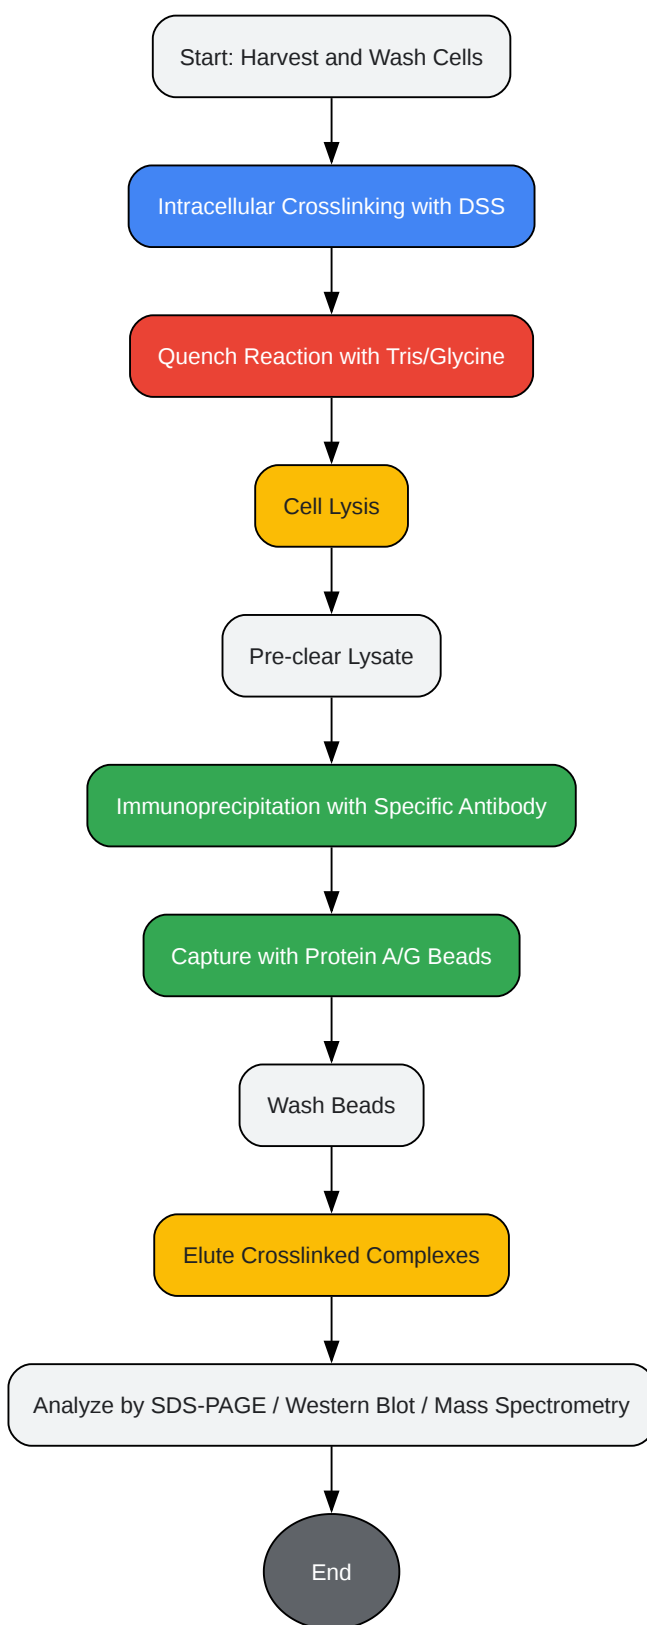 Start: Harvest and Wash Cells
Intracellular Crosslinking with DSS
Quench Reaction with Tris/Glycine
Cell Lysis
Pre-clear Lysate
Immunoprecipitation with Specific Antibody
Capture with Protein A/G Beads
Wash Beads
Elute Crosslinked Complexes
Analyze by SDS-PAGE / Western Blot / Mass Spectrometry
End